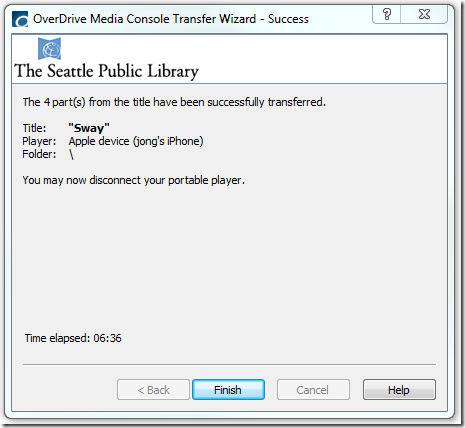 OverDrive Media Console Transfer Wizard - Success
The Seattle Public Library
The 4 part(s) from the title have been successfully transferred.
Title: "Sway"
Player: Apple device (jong's iPhone)
Folder: \
You may now disconnect your portable player.
Time elapsed: 06:36
< Back Finish Cancel Help